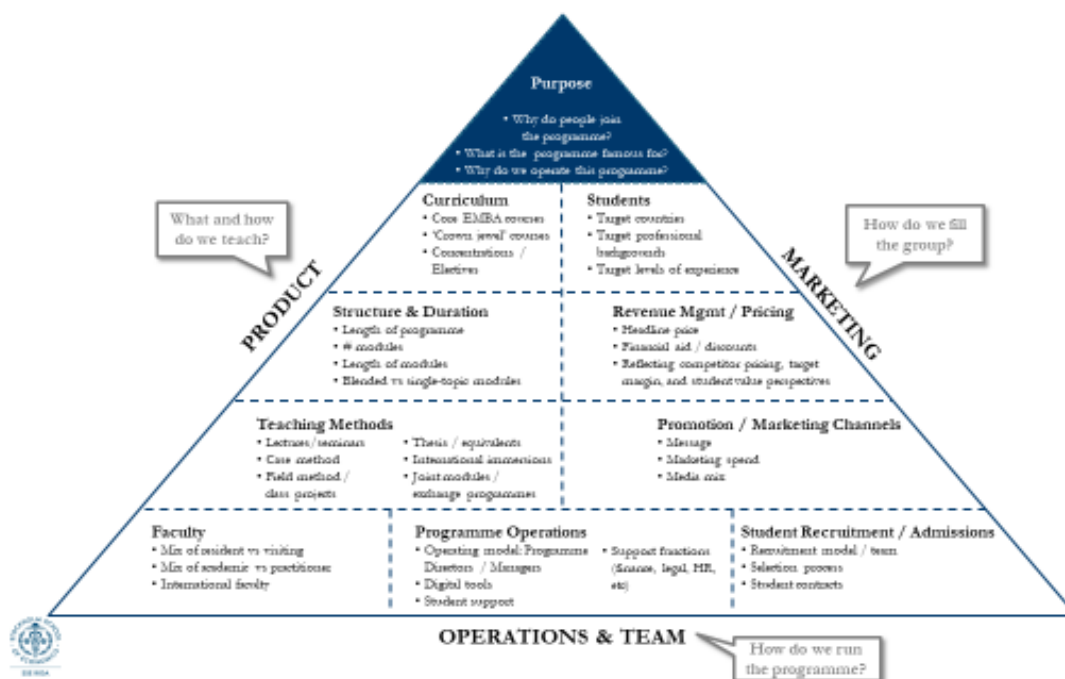 Purpose
• Why do people join
the programme?
• What is the programme famous for?
• Why do we operate this programme?
What and how
do we teach?
Curriculum
• Core EMBA courses
• 'Crown jewel' courses
• Concentrations /
Electives
Students
• Target countries
• Target professional
backgrounds
• Target levels of experience
How do we fill
the group?
PRODUCT
MARKETING
Structure & Duration
• Length of programme
• # modules
• Length of modules
• Blended vs single-topic modules
Revenue Mgmt / Pricing
• Headline price
• Financial aid / discounts
• Reflecting competitor pricing, target
margin, and student value perspectives
Teaching Methods
• Lectures/seminars
• Case method
• Field method /
class projects
• Thesis / equivalents
• International immersions
• Joint modules /
exchange programmes
Promotion / Marketing Channels
• Message
• Marketing spend
• Media mix
Faculty
• Mix of resident vs visiting
• Mix of academic vs practitioner
• International faculty
Programme Operations
• Operating model: Programme
Directors / Managers
• Digital tools
• Student support
• Support functions
(finance, legal, HR,
etc)
Student Recruitment / Admissions
• Recruitment model / team
• Selection process
• Student contracts
STOCKHOLM SCHOOL
OF ECONOMICS
SSE RIGA
OPERATIONS & TEAM
How do we run
the programme?